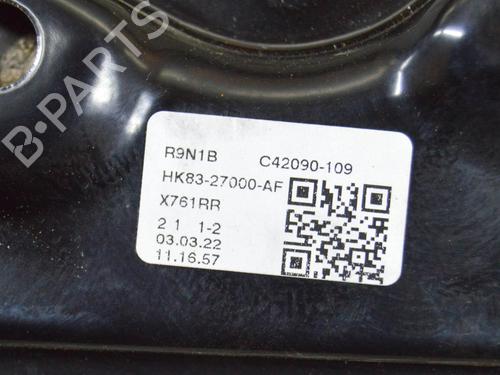 B-PARTS
R9N1B C42090-109
HK83-27000-AF
X761RR
2 1 1-2
03.03.22
11.16.57